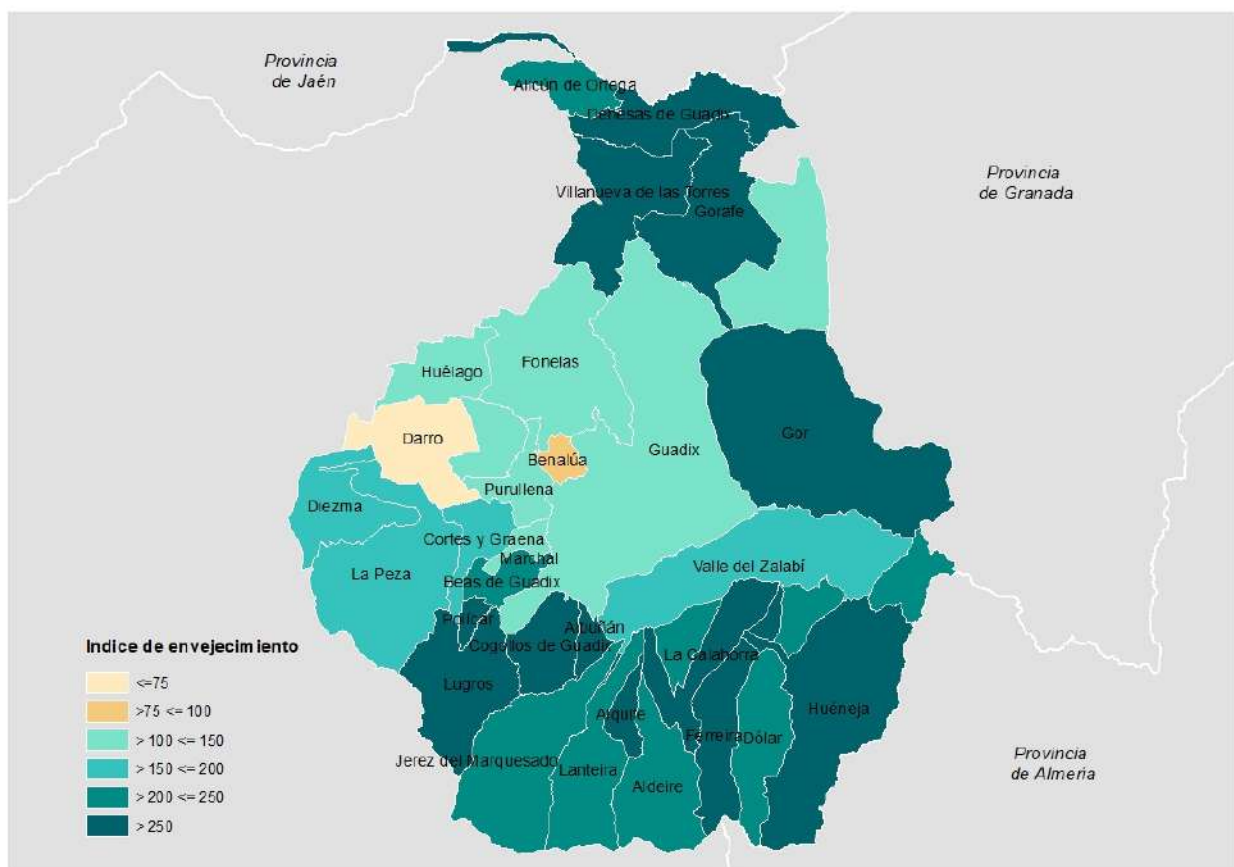 Provincia
de Jaén
Alicún de Ortega
Dehesas de Guadix
Provincia
de Granada
Villanueva de las Torres
Gorafe
Fonelas
Huélago
Darro
Gor
Guadix
Benalúa
Purullena
Diezma
Cortes y Graena
Marchal
Valle del Zalabí
La Peza
Beas de Guadix
Polícar
Albuñán
Cogollos de Guadix
La Calahorra
Lugros
Alquife
Huéneja
Ferreira
Dólar
Jerez del Marquesado
Lanteira
Aldeire
Provincia
de Almería
Indice de envejecimiento
<=75
>75 <= 100
> 100 <= 150
> 150 <= 200
>200 <= 250
> 250